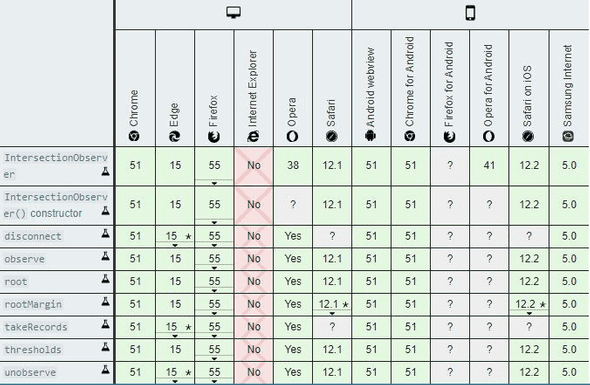 Chrome Edge Firefox Internet Explorer Opera Safari Android webview Chrome for Android Firefox for Android Opera for Android Safari on iOS Samsung Internet
IntersectionObserv
er 51 15 55 No 38 12.1 51 51 ? 41 12.2 5.0
IntersectionObserv
er() constructor 51 15 55 No ? 12.1 51 51 ? ? 12.2 5.0
disconnect 51 15 * 55 No Yes ? 51 51 ? ? ? 5.0
observe 51 15 55 No Yes 12.1 51 51 ? ? 12.2 5.0
root 51 15 55 No Yes 12.1 51 51 ? ? 12.2 5.0
rootMargin 51 15 55 No Yes 12.1 * 51 51 ? ? 12.2 * 5.0
takeRecords 51 15 * 55 No Yes ? 51 51 ? ? ? 5.0
thresholds 51 15 55 No Yes 12.1 51 51 ? ? 12.2 5.0
unobserve 51 15 * 55 No Yes 12.1 51 51 ? ? 12.2 5.0